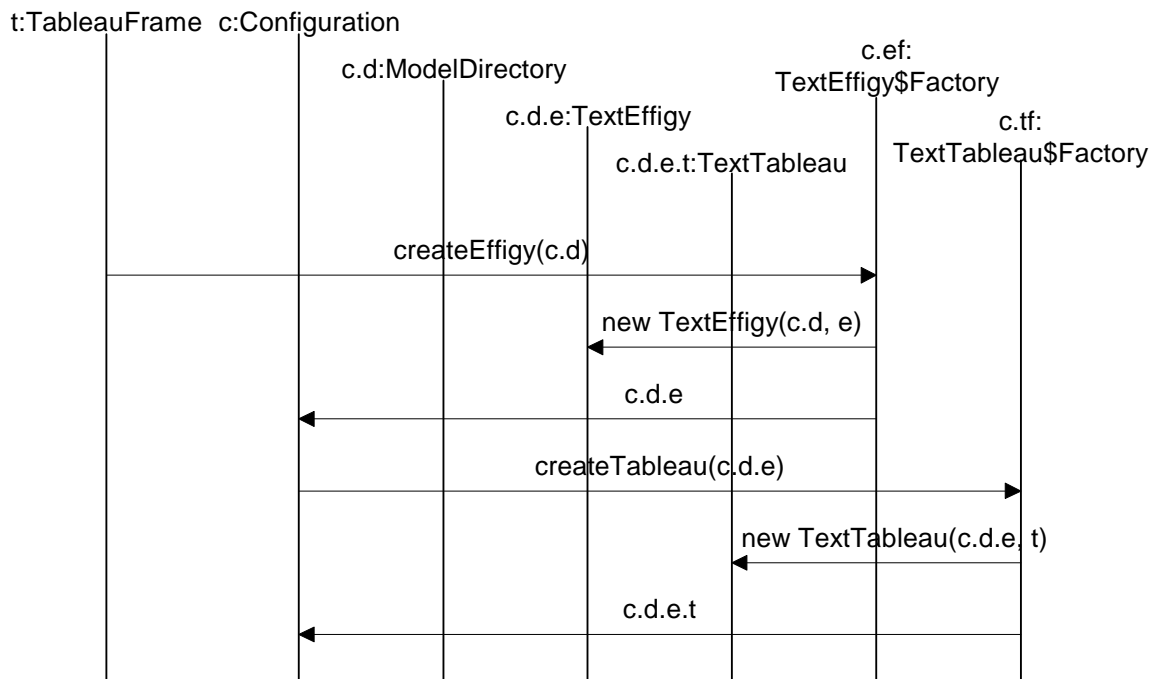 t:TableauFrame
c:Configuration
c.d:ModelDirectory
c.d.e:TextEffigy
c.d.e.t:TextTableau
c.ef:
TextEffigy$Factory
c.tf:
TextTableau$Factory
createEffigy(c.d)
new TextEffigy(c.d, e)
c.d.e
createTableau(c.d.e)
new TextTableau(c.d.e, t)
c.d.e.t